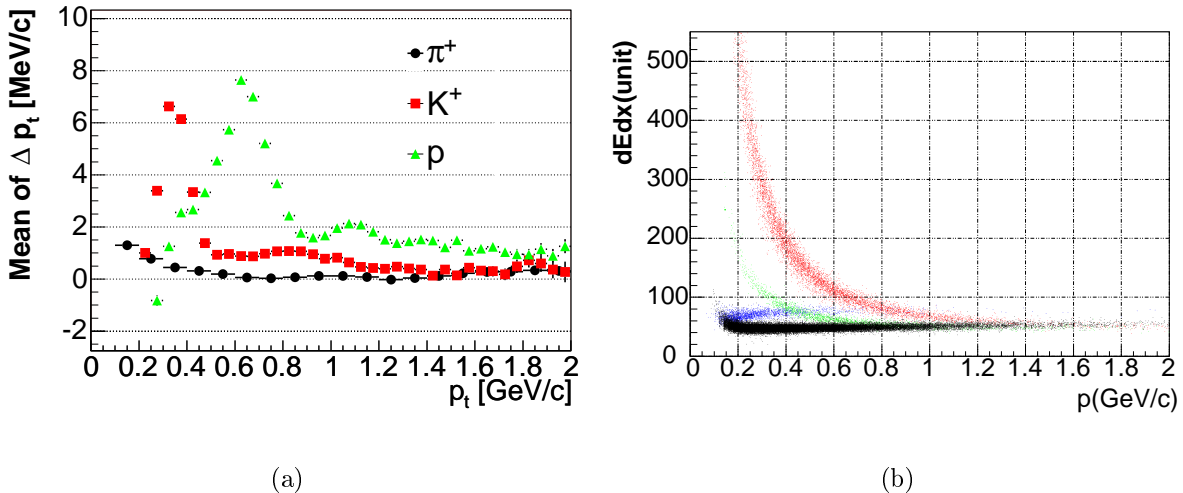 Mean of Δ pt [MeV/c]
10
8
6
4
2
0
-2
π+
K+
p
0 0.2 0.4 0.6 0.8 1 1.2 1.4 1.6 1.8 2
pt [GeV/c]
(a)
dEdx(unit)
500
400
300
200
100
0
0 0.2 0.4 0.6 0.8 1 1.2 1.4 1.6 1.8 2
p(GeV/c)
(b)